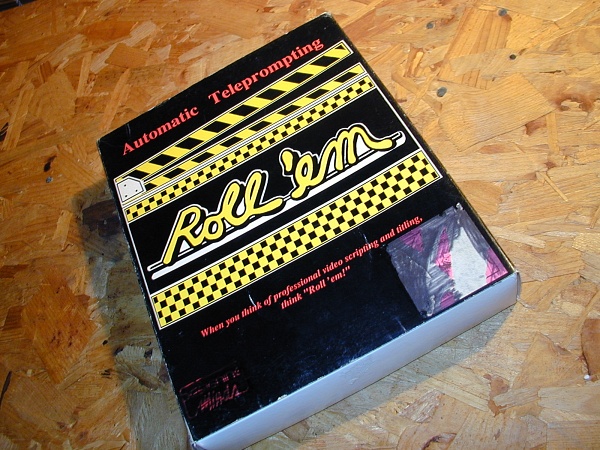 Automatic Teleprompting
Roll 'em
When you think of professional video scripting and titling,
think "Roll 'em!"